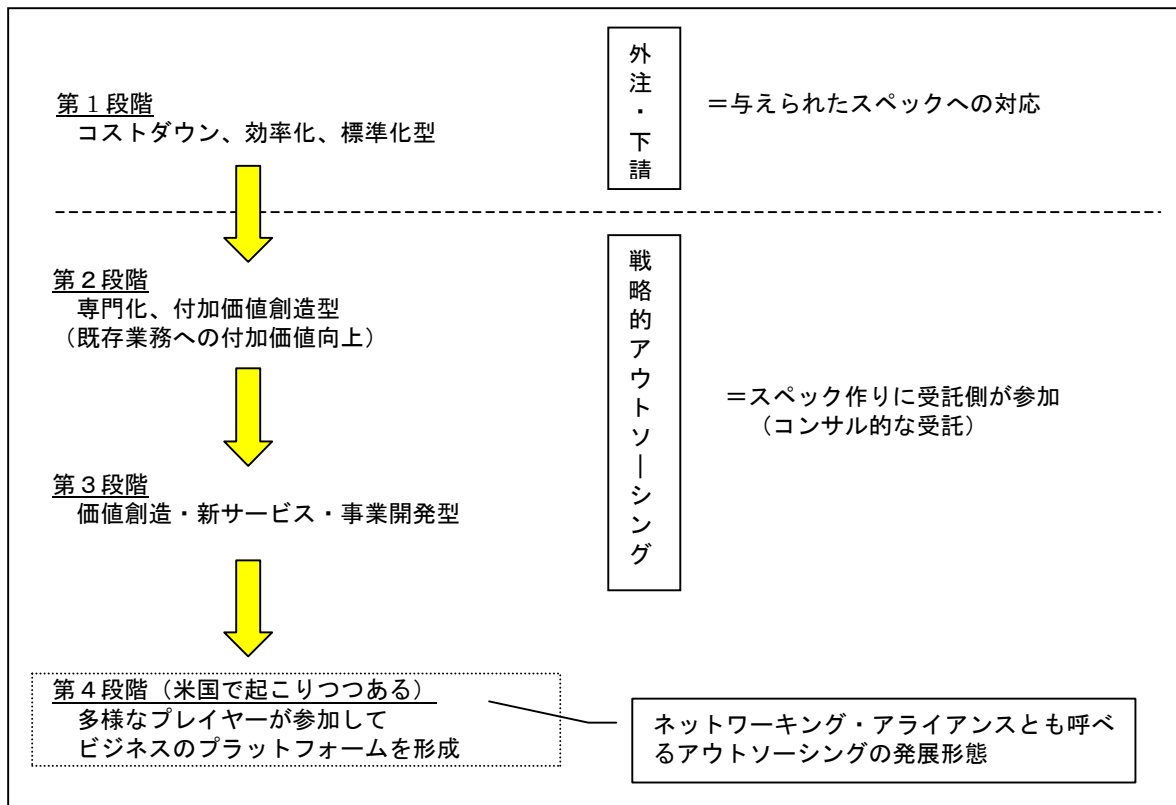 第１段階
コストダウン、効率化、標準化型
外注・下請
＝与えられたスペックへの対応
第２段階
専門化、付加価値創造型
（既存業務への付加価値向上）
第３段階
価値創造・新サービス・事業開発型
戦略的アウトソーシング
＝スペック作りに受託側が参加
（コンサル的な受託）
第４段階（米国で起こりつつある）
多様なプレイヤーが参加して
ビジネスのプラットフォームを形成
ネットワーキング・アライアンスとも呼べ
るアウトソーシングの発展形態